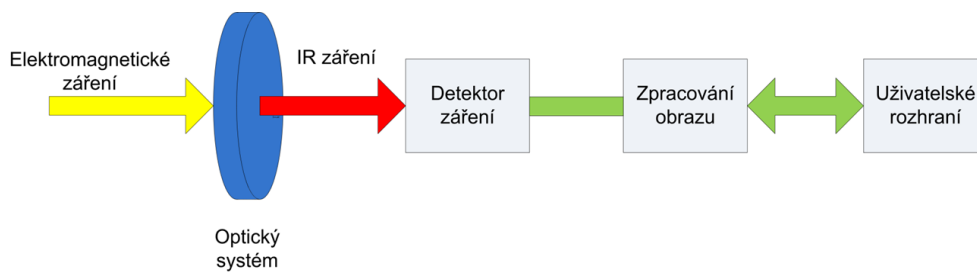 Elektromagnetické
záření
IR záření
Detektor
záření
Zpracování
obrazu
Uživatelské
rozhraní
Optický
systém